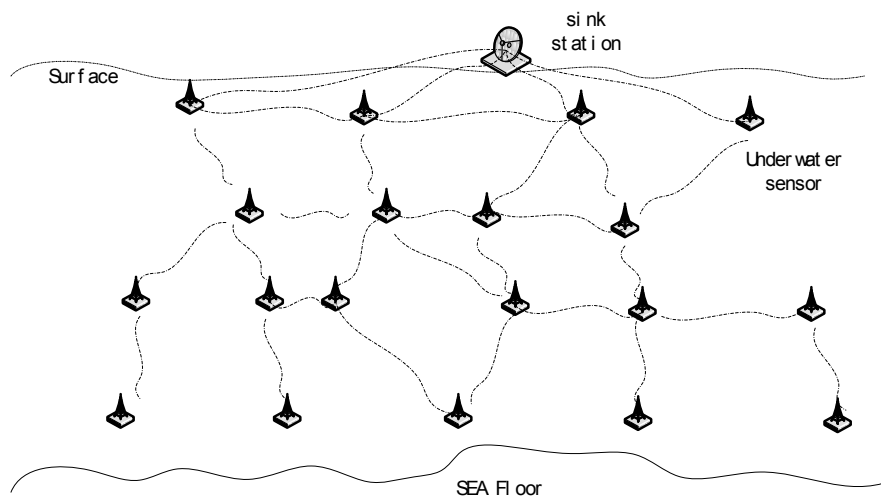 sink
station
Surface
Underwater
sensor
SEA Floor